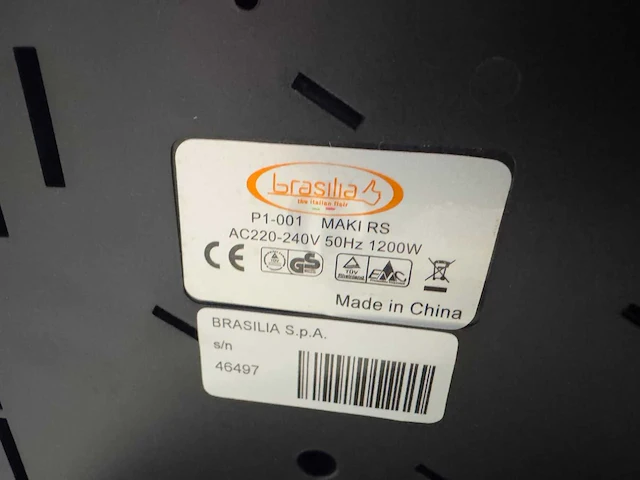 brasilia
the italian flair
P1-001 MAKI RS
AC220-240V 50Hz 1200W
CE GS TÜV EMC
Made in China
BRASILIA S.p.A.
s/n
46497